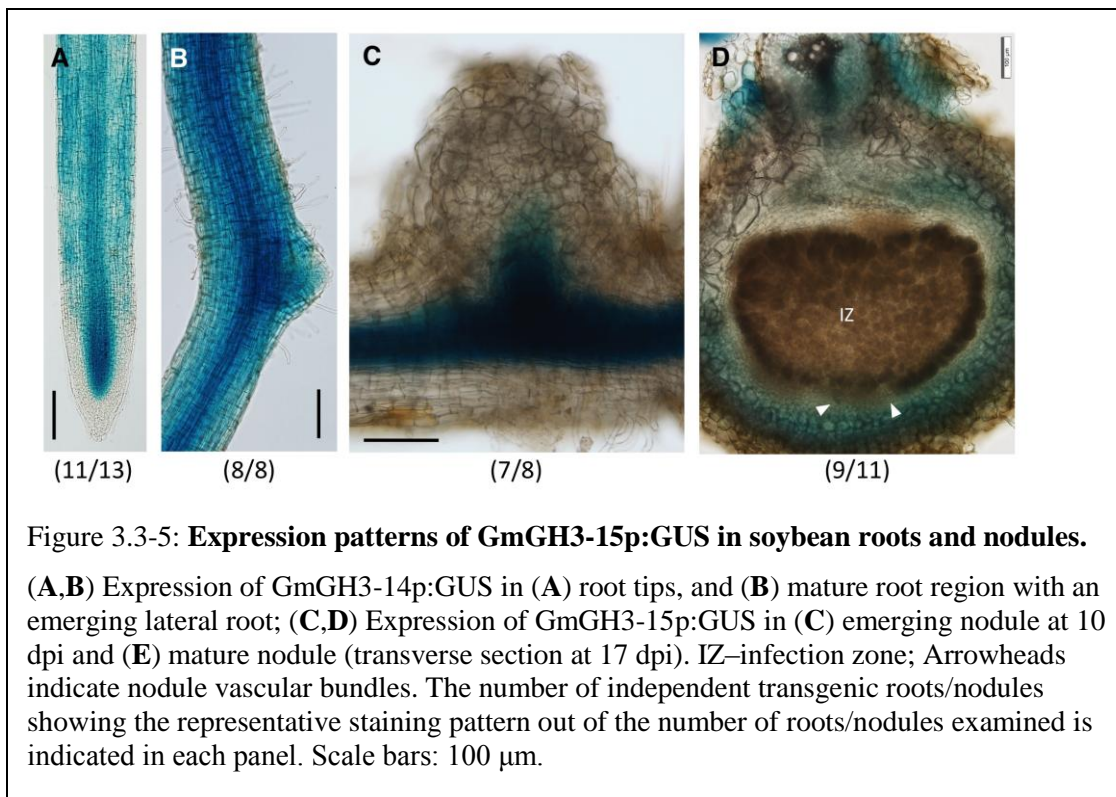 A B C D
IZ
(11/13) (8/8) (7/8) (9/11)
Figure 3.3-5: Expression patterns of GmGH3-15p:GUS in soybean roots and nodules.
(A,B) Expression of GmGH3-14p:GUS in (A) root tips, and (B) mature root region with an
emerging lateral root; (C,D) Expression of GmGH3-15p:GUS in (C) emerging nodule at 10
dpi and (E) mature nodule (transverse section at 17 dpi). IZ–infection zone; Arrowheads
indicate nodule vascular bundles. The number of independent transgenic roots/nodules
showing the representative staining pattern out of the number of roots/nodules examined is
indicated in each panel. Scale bars: 100 μm.